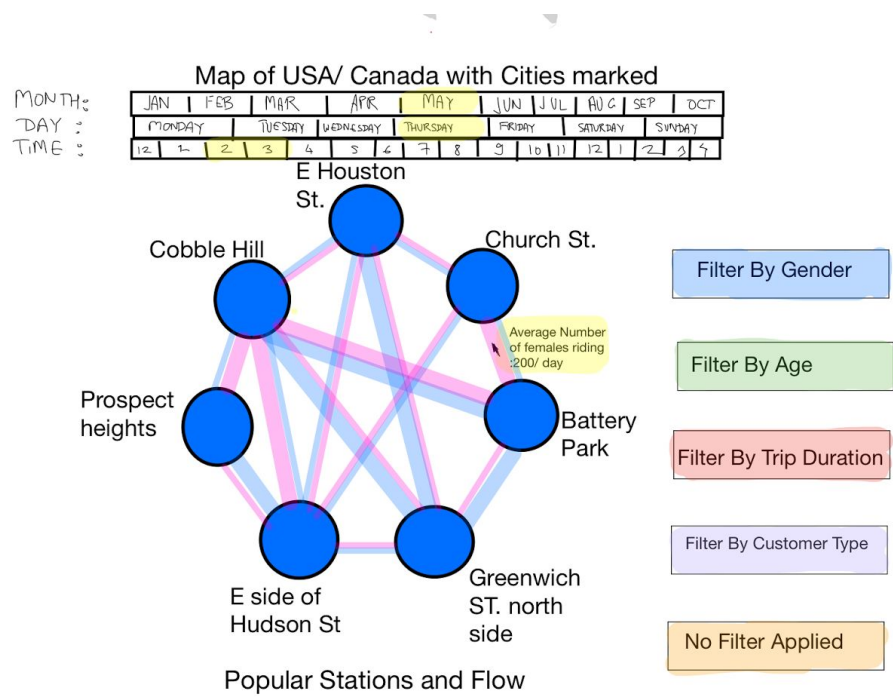 Map of USA/ Canada with Cities marked
MONTH: JAN FEB MAR APR MAY JUN JUL AUG SEP OCT
DAY: MONDAY TUESDAY WEDNESDAY THURSDAY FRIDAY SATURDAY SUNDAY
TIME: 12 1 2 3 4 5 6 7 8 9 10 11 12 1 2 3 4
E Houston
St.
Church St.
Cobble Hill
Filter By Gender
Average Number
of females riding
:200/ day
Filter By Age
Prospect
heights
Battery
Park
Filter By Trip Duration
Filter By Customer Type
Greenwich
ST. north
side
E side of
Hudson St
No Filter Applied
Popular Stations and Flow